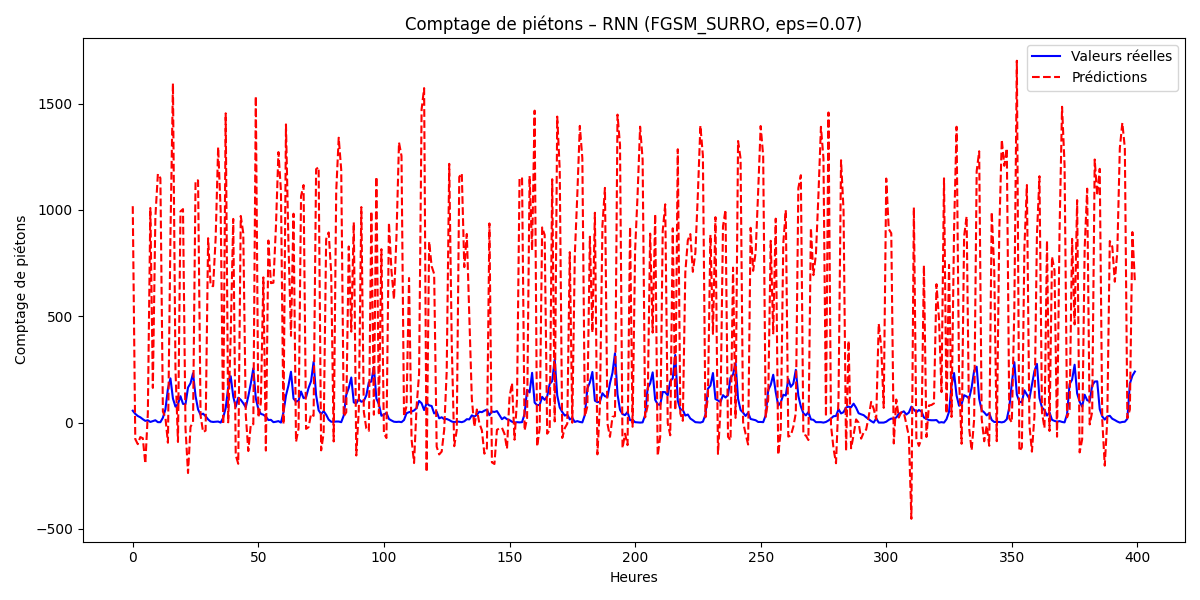 Comptage de piétons – RNN (FGSM_SURRO, eps=0.07)
Valeurs réelles
Prédictions
Comptage de piétons
1500
1000
500
0
−500
0 50 100 150 200 250 300 350 400
Heures